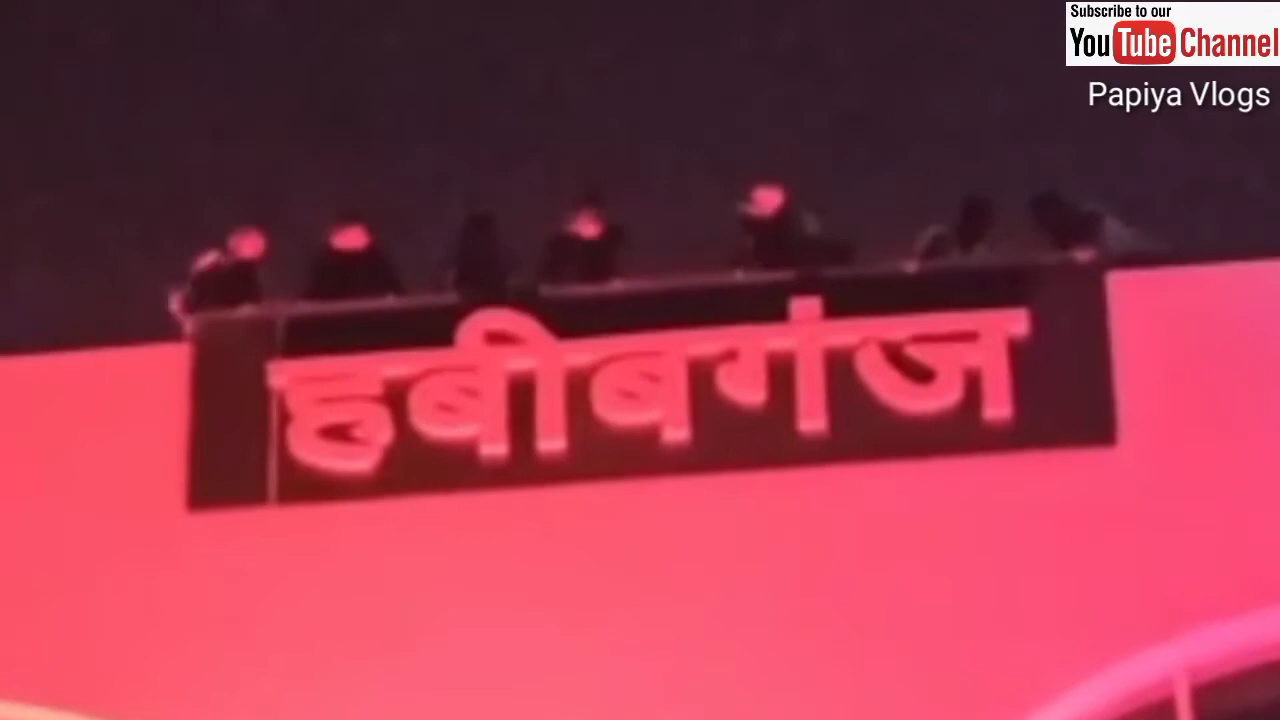 Subscribe to our
YouTube Channel
Papiya Vlogs
हबीबगंज